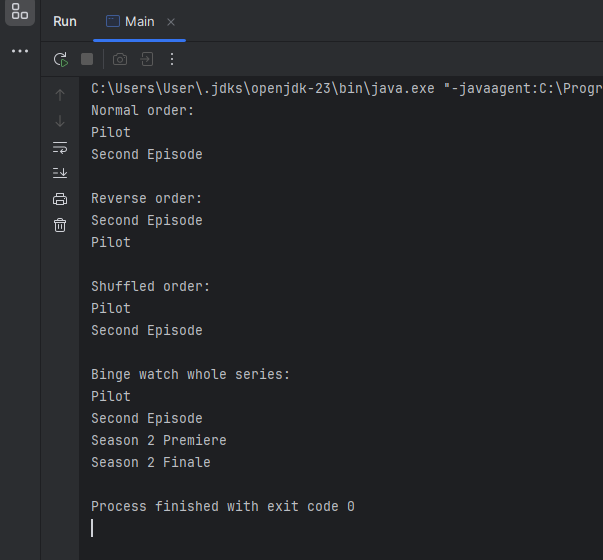 Run Main
C:\Users\User\.jdks\openjdk-23\bin\java.exe "-javaagent:C:\Progr
Normal order:
Pilot
Second Episode
Reverse order:
Second Episode
Pilot
Shuffled order:
Pilot
Second Episode
Binge watch whole series:
Pilot
Second Episode
Season 2 Premiere
Season 2 Finale
Process finished with exit code 0